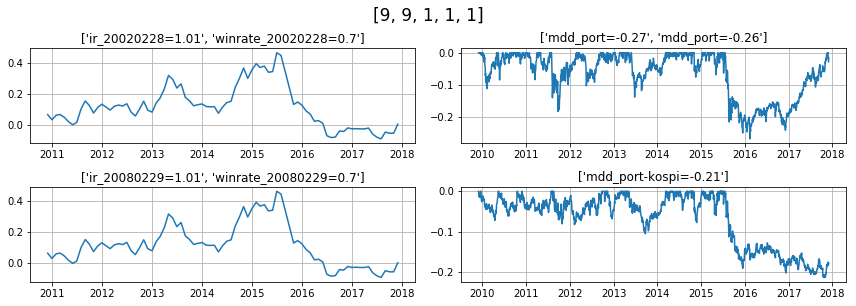 [9, 9, 1, 1, 1]
['ir_20020228=1.01', 'winrate_20020228=0.7']
0.4
0.2
0.0
2011 2012 2013 2014 2015 2016 2017 2018
['mdd_port=-0.27', 'mdd_port=-0.26']
0.0
−0.1
−0.2
2010 2011 2012 2013 2014 2015 2016 2017 2018
['ir_20080229=1.01', 'winrate_20080229=0.7']
0.4
0.2
0.0
2011 2012 2013 2014 2015 2016 2017 2018
['mdd_port-kospi=-0.21']
0.0
−0.1
−0.2
2010 2011 2012 2013 2014 2015 2016 2017 2018